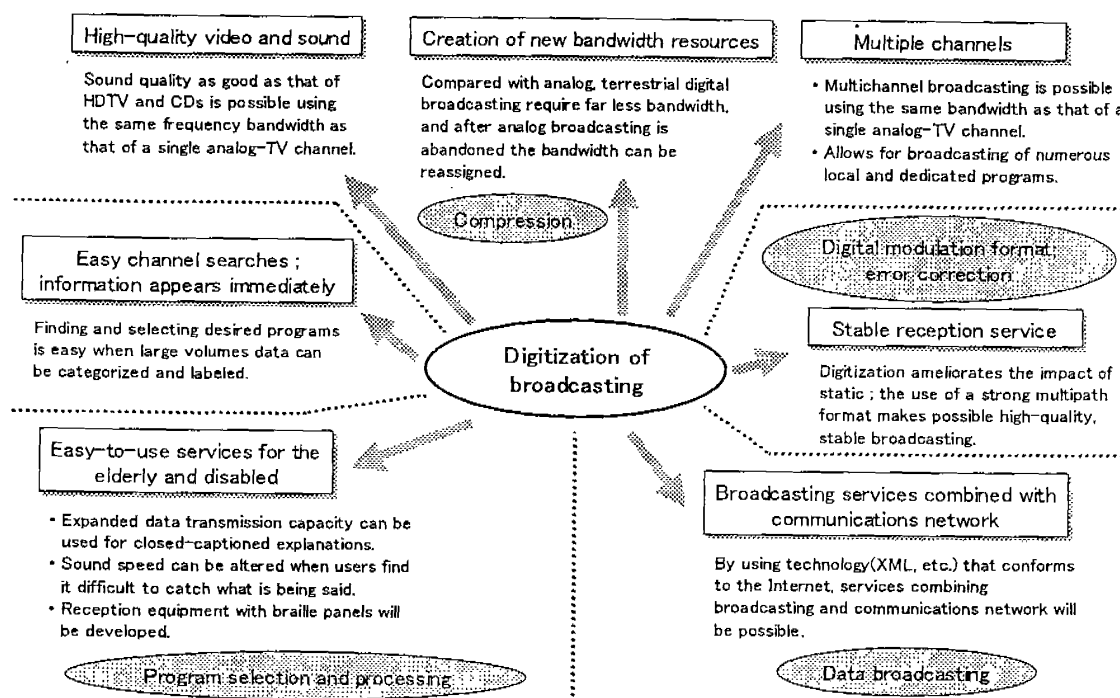 High-quality video and sound
Sound quality as good as that of
HDTV and CDs is possible using
the same frequency bandwidth as
that of a single analog-TV channel.
Creation of new bandwidth resources
Compared with analog, terrestrial digital
broadcasting require far less bandwidth,
and after analog broadcasting is
abandoned the bandwidth can be
reassigned.
Compression
Multiple channels
• Multichannel broadcasting is possible
using the same bandwidth as that of a
single analog-TV channel.
• Allows for broadcasting of numerous
local and dedicated programs.
Easy channel searches ;
information appears immediately
Finding and selecting desired programs
is easy when large volumes data can
be categorized and labeled.
Digitization of
broadcasting
Digital modulation format;
error correction
Stable reception service
Digitization ameliorates the impact of
static ; the use of a strong multipath
format makes possible high-quality,
stable broadcasting.
Easy-to-use services for the
elderly and disabled
• Expanded data transmission capacity can be
used for closed-captioned explanations.
• Sound speed can be altered when users find
it difficult to catch what is being said.
• Reception equipment with braille panels will
be developed.
Program selection and processing
Broadcasting services combined with
communications network
By using technology(XML, etc.) that conforms
to the Internet, services combining
broadcasting and communications network will
be possible.
Data broadcasting